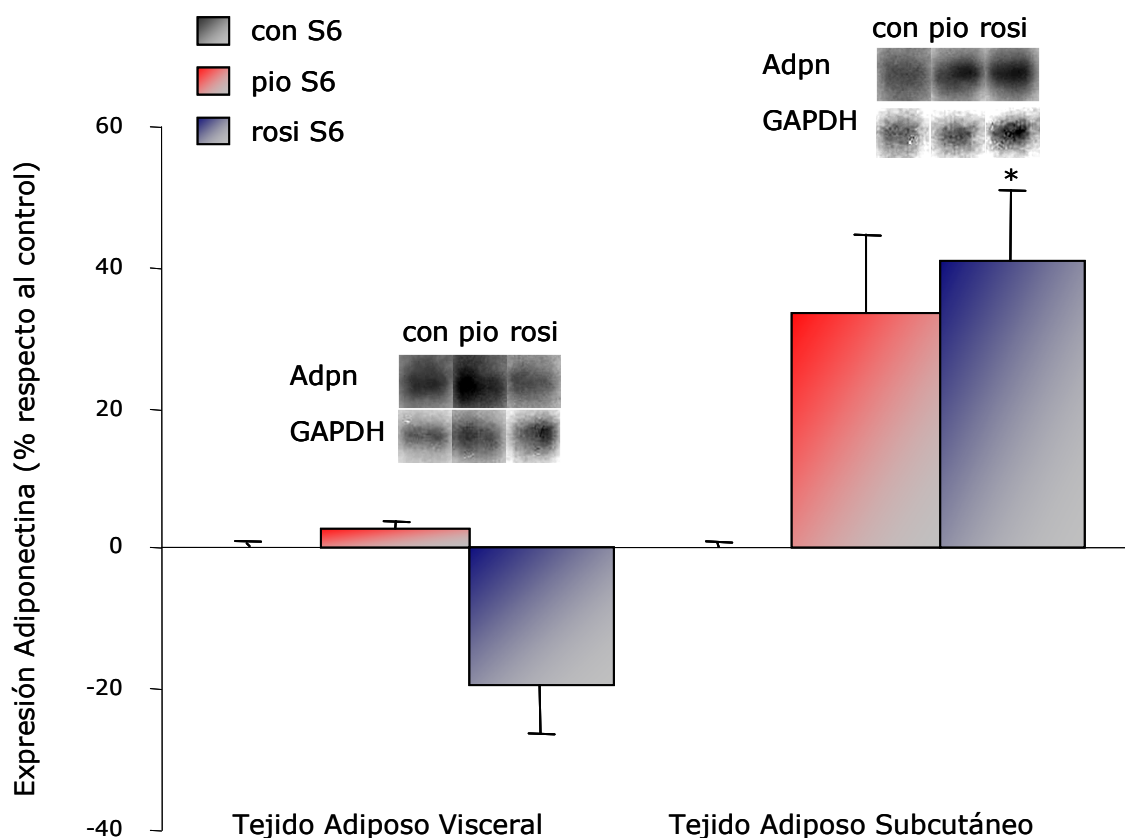 con S6
pio S6
rosi S6
con pio rosi
Adpn
GAPDH
*
Expresión Adiponectina (% respecto al control)
60
40
20
0
-20
-40
con pio rosi
Adpn
GAPDH
Tejido Adiposo Visceral
Tejido Adiposo Subcutáneo